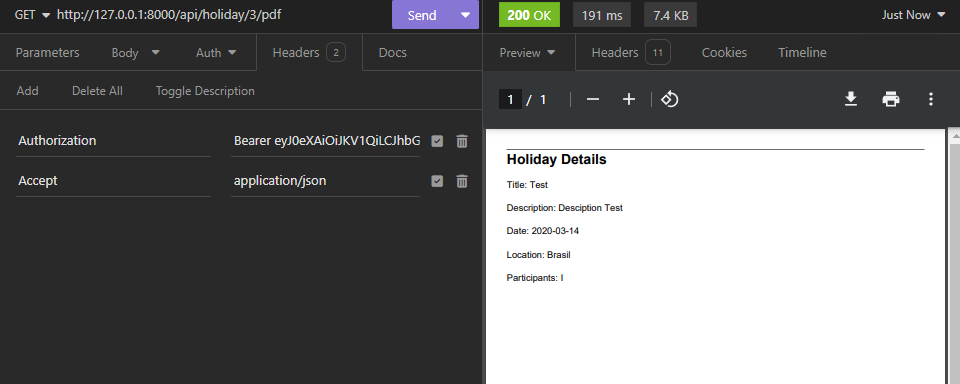 GET http://127.0.0.1:8000/api/holiday/3/pdf Send
Parameters Body Auth Headers 2 Docs
Add Delete All Toggle Description
Authorization Bearer eyJ0eXAiOiJKV1QiLCJhbG
Accept application/json
200 OK 191 ms 7.4 KB Just Now
Preview Headers 11 Cookies Timeline
1 / 1
Holiday Details
Title: Test
Description: Desciption Test
Date: 2020-03-14
Location: Brasil
Participants: I